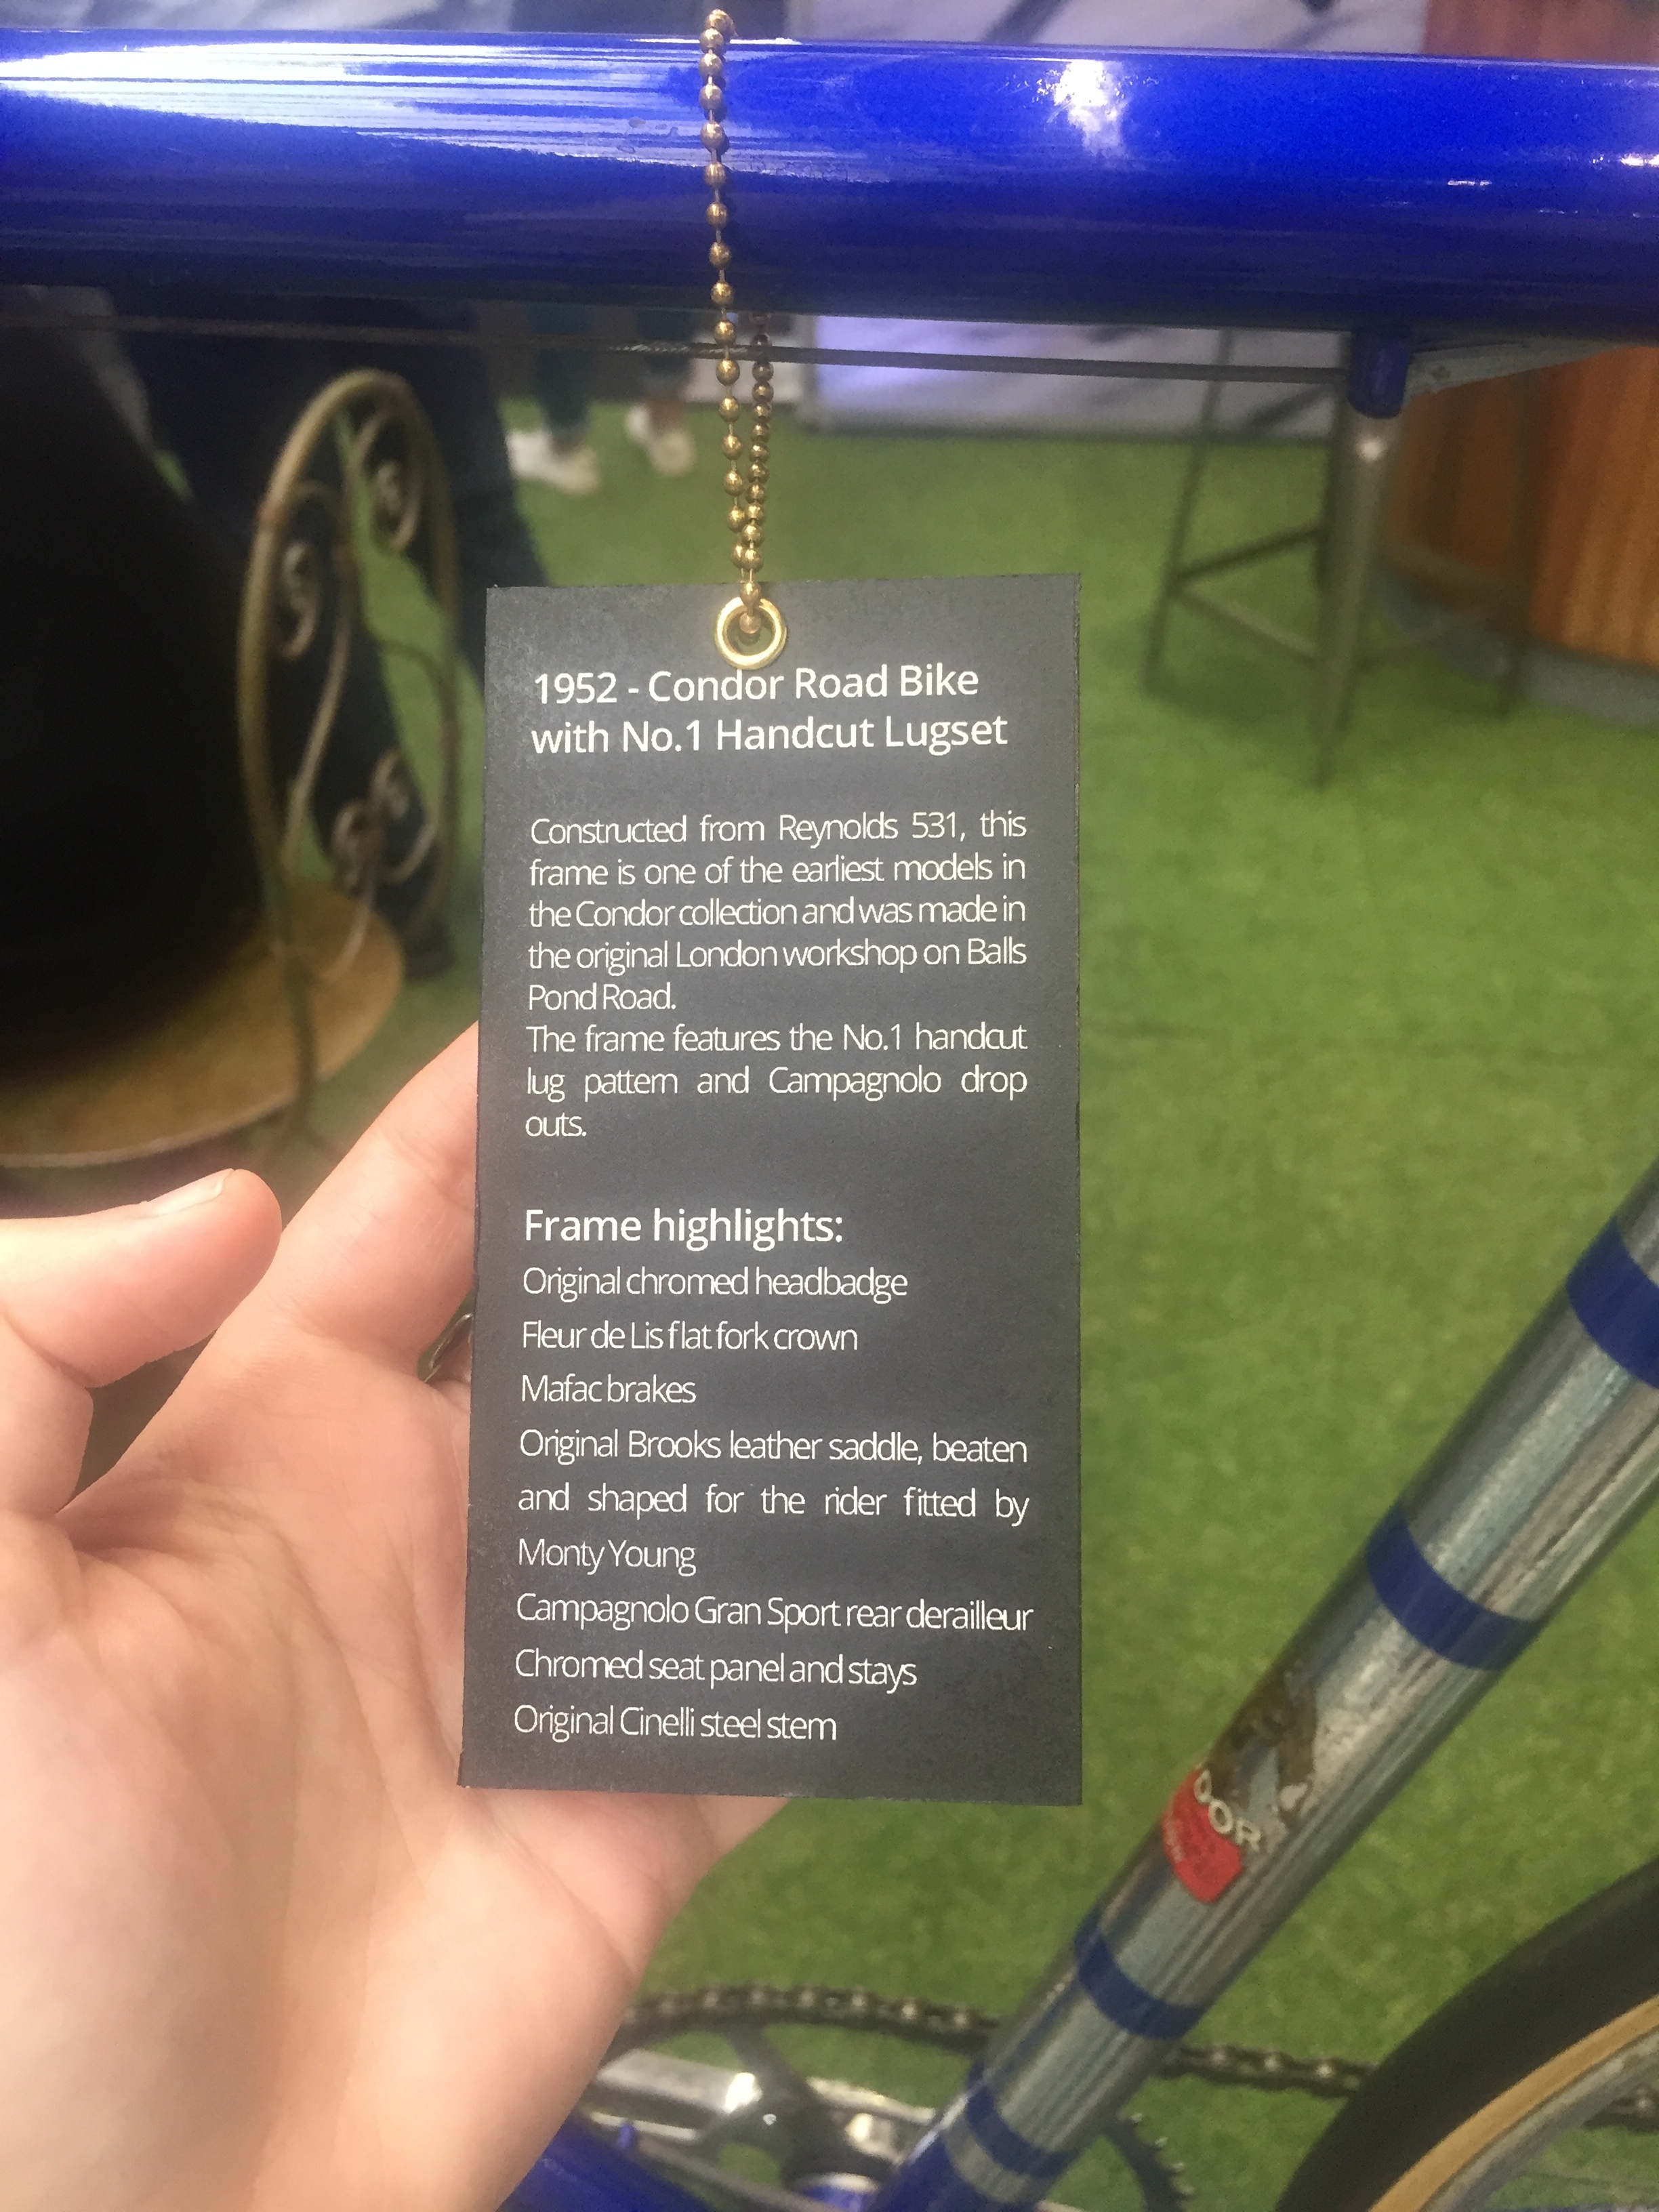 1952 - Condor Road Bike
with No.1 Handcut Lugset
Constructed from Reynolds 531, this
frame is one of the earliest models in
the Condor collection and was made in
the original London workshop on Balls
Pond Road.
The frame features the No.1 handcut
lug pattern and Campagnolo drop
outs.
Frame highlights:
Original chromed headbadge
Fleur de Lis flat fork crown
Mafac brakes
Original Brooks leather saddle, beaten
and shaped for the rider fitted by
Monty Young
Campagnolo Gran Sport rear derailleur
Chromed seat panel and stays
Original Cinelli steel stem